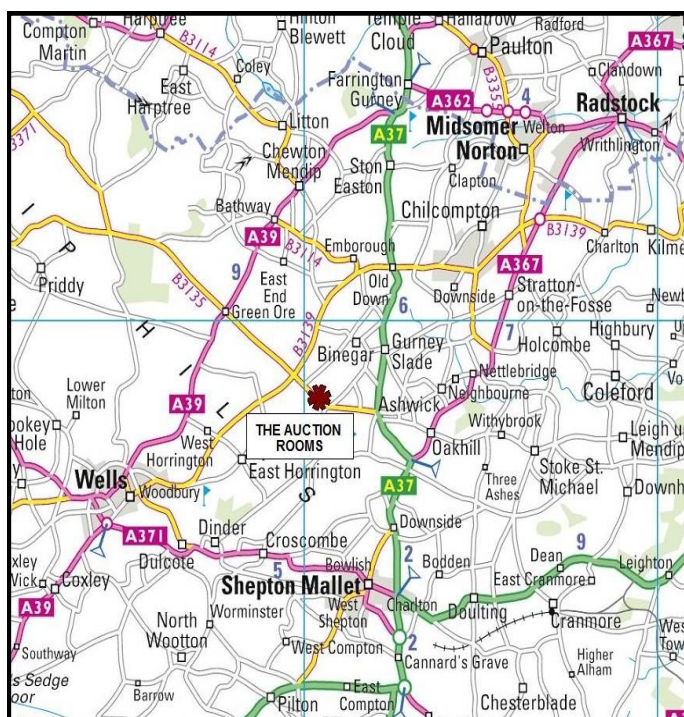 Compton
Martin
Harptree
B3114
Hinton
Blewett
Temple
Cloud
Hallatrow
Radford
A367
Paulton
Clandown
Coley
East
Harptree
Farrington
Gurney
B3355
A362
4
Radstock
B3371
Litton
A37
Midsomer
Norton
Welton
Writhlington
Chewton
Mendip
Ston
Easton
Clapton
Bathway
A39
Chilcompton
B3139
Charlton
Kilme
B3114
Emborough
A367
Priddy
B3135
9
East
End
Green Ore
Old
Down
Downside
Stratton-
on-the-Fosse
6
B3139
7
Holcombe
Highbury
Binegar
Gurney
Slade
Nettlebridge
Coleford
Neighbourne
Lower
Milton
A39
Ashwick
THE AUCTION
ROOMS
ookey
Hole
West
Horrington
Withybrook
Leigh u
Mendip
Oakhill
East Horrington
Stoke St.
Michael
Wells
Woodbury
A37
Three
Ashes
Downh
Downside
A371
Dinder
Dulcote
Croscombe
2
9
xley
Wick
Coxley
5
Bowlish
Bodden
Dean
East Cranmore
Leighton
Shepton Mallet
A39
West
Shepton
Charlton
Doulting
Cranmore
North
Wootton
Worminster
West Compton
2
Cannard's Grave
Southway
Higher
Alham
s Sedge
oor
Barrow
Pilton
East
Compton
Chesterblade